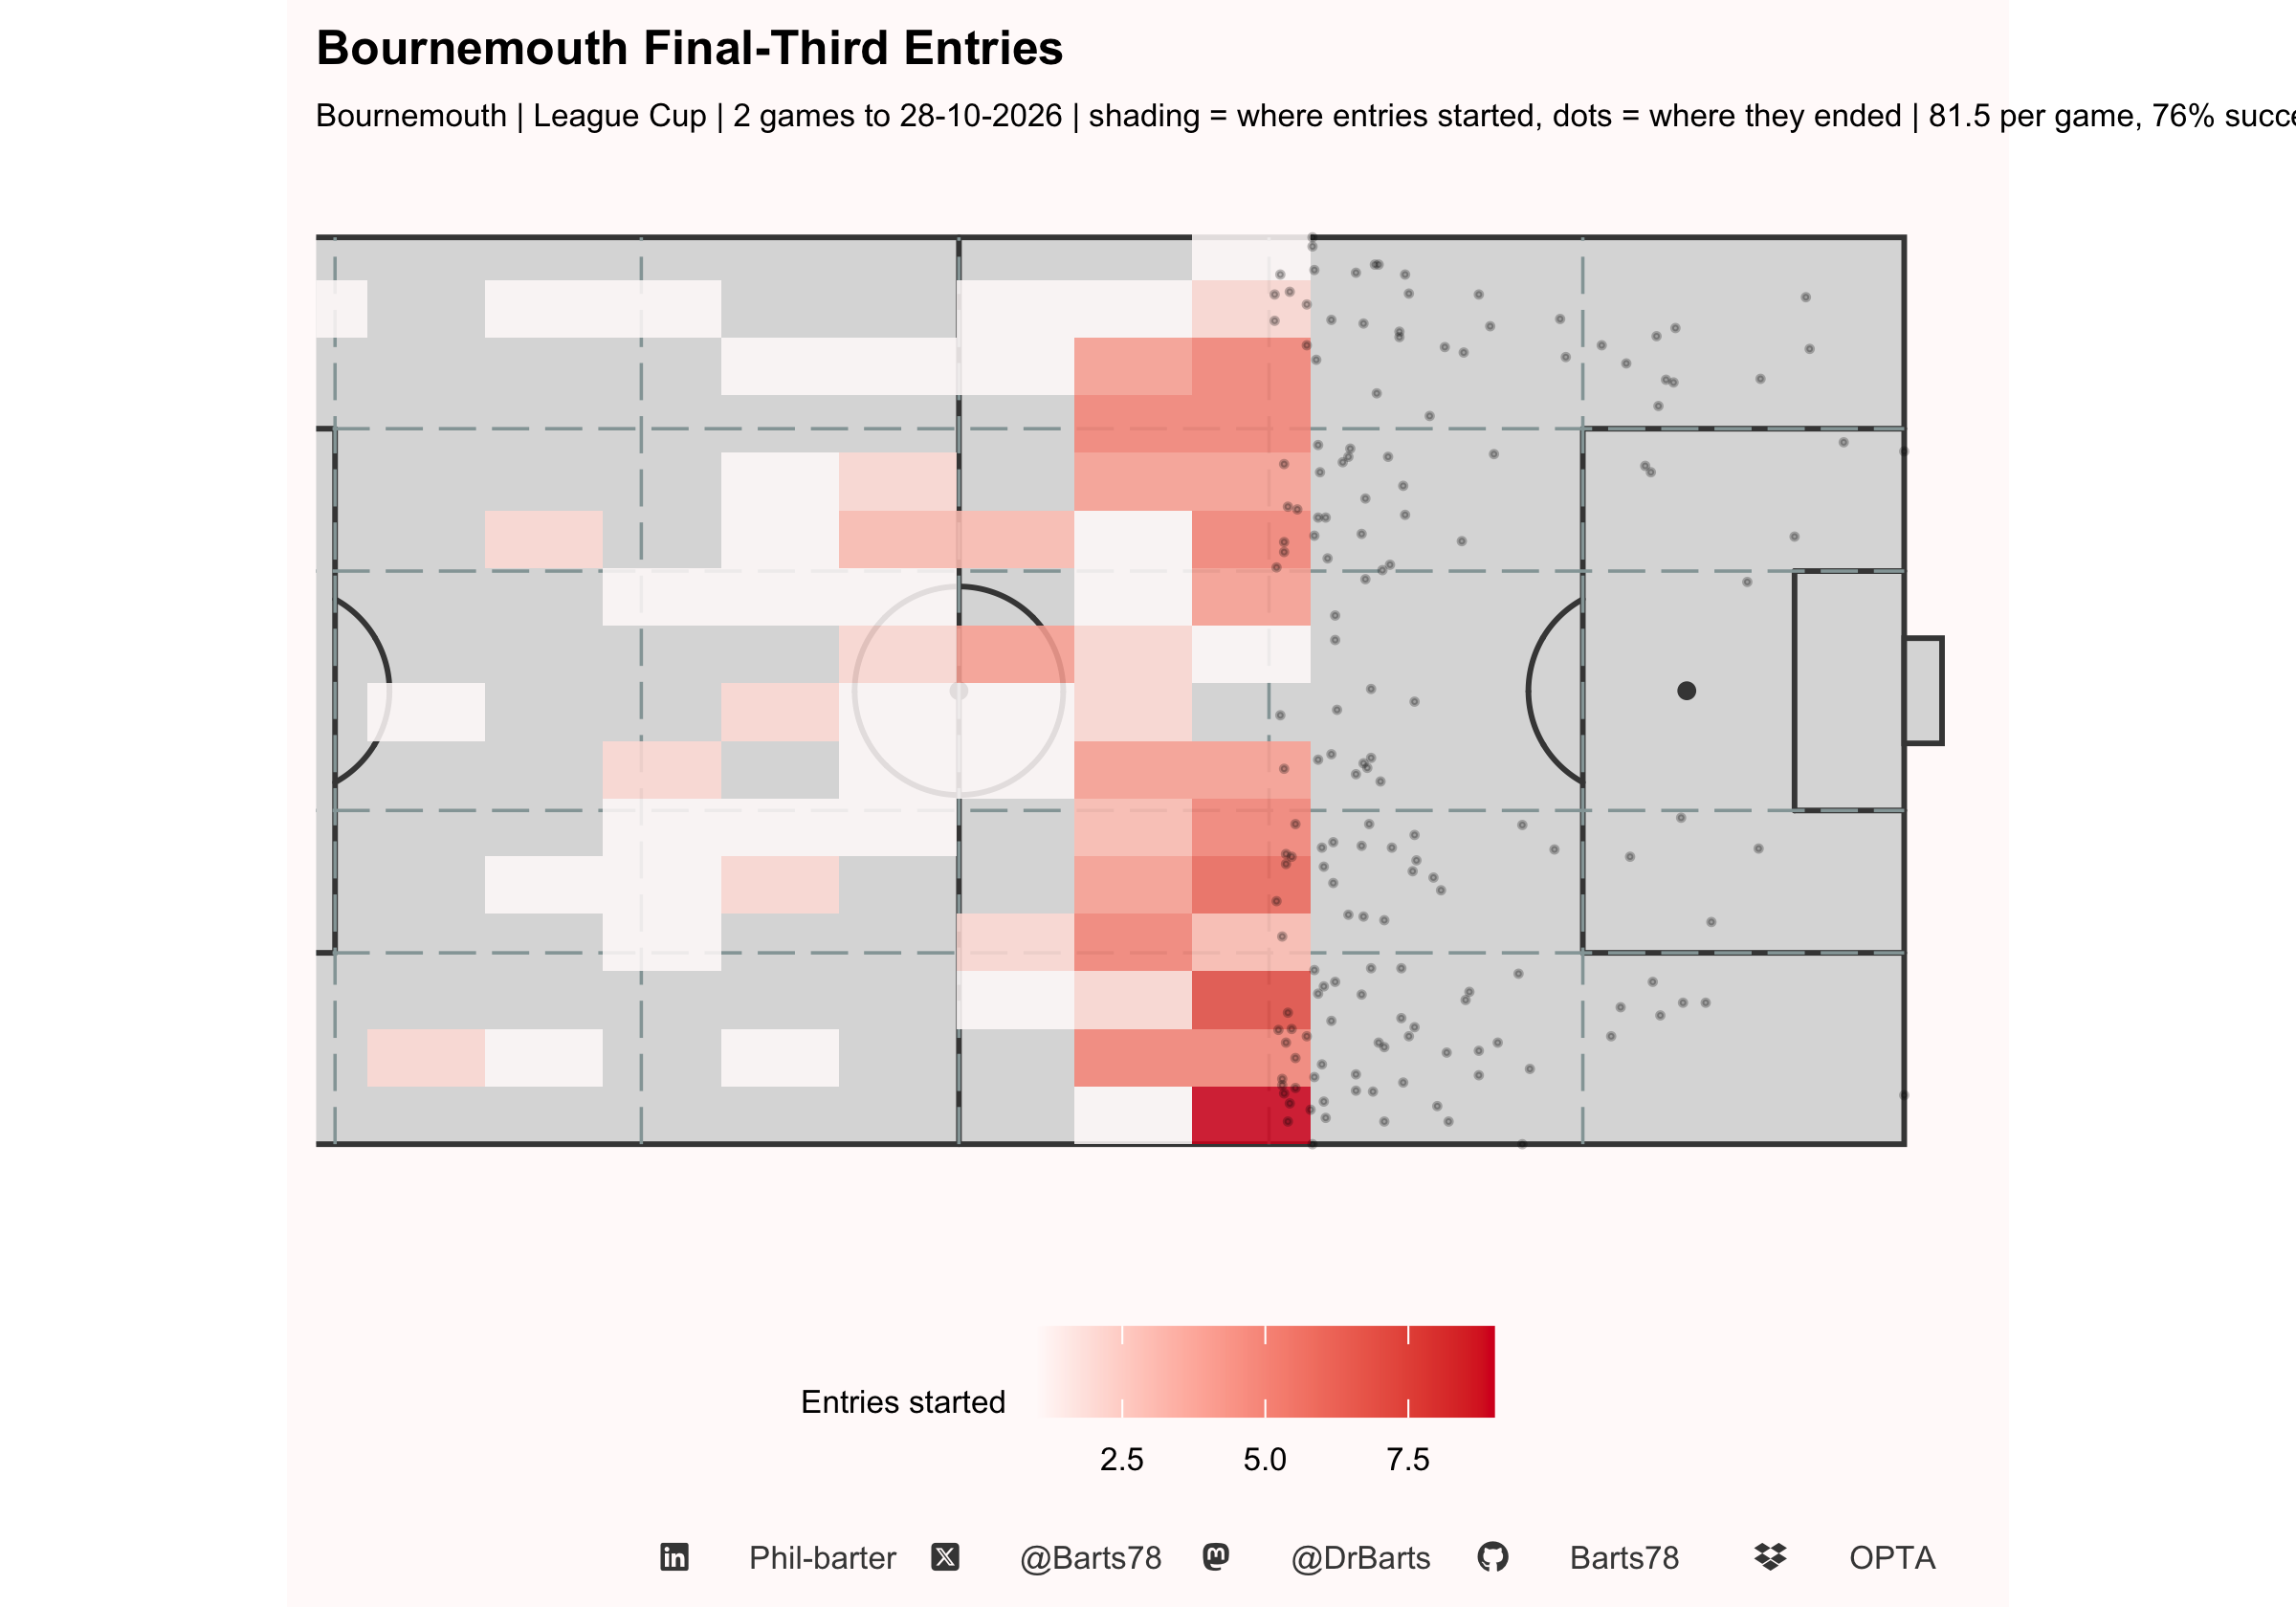 Bournemouth Final-Third Entries
Bournemouth | League Cup | 2 games to 28-10-2026 | shading = where entries started, dots = where they ended | 81.5 per game, 76%
Entries started
2.5 5.0 7.5
Phil-barter @Barts78 @DrBarts Barts78 OPTA